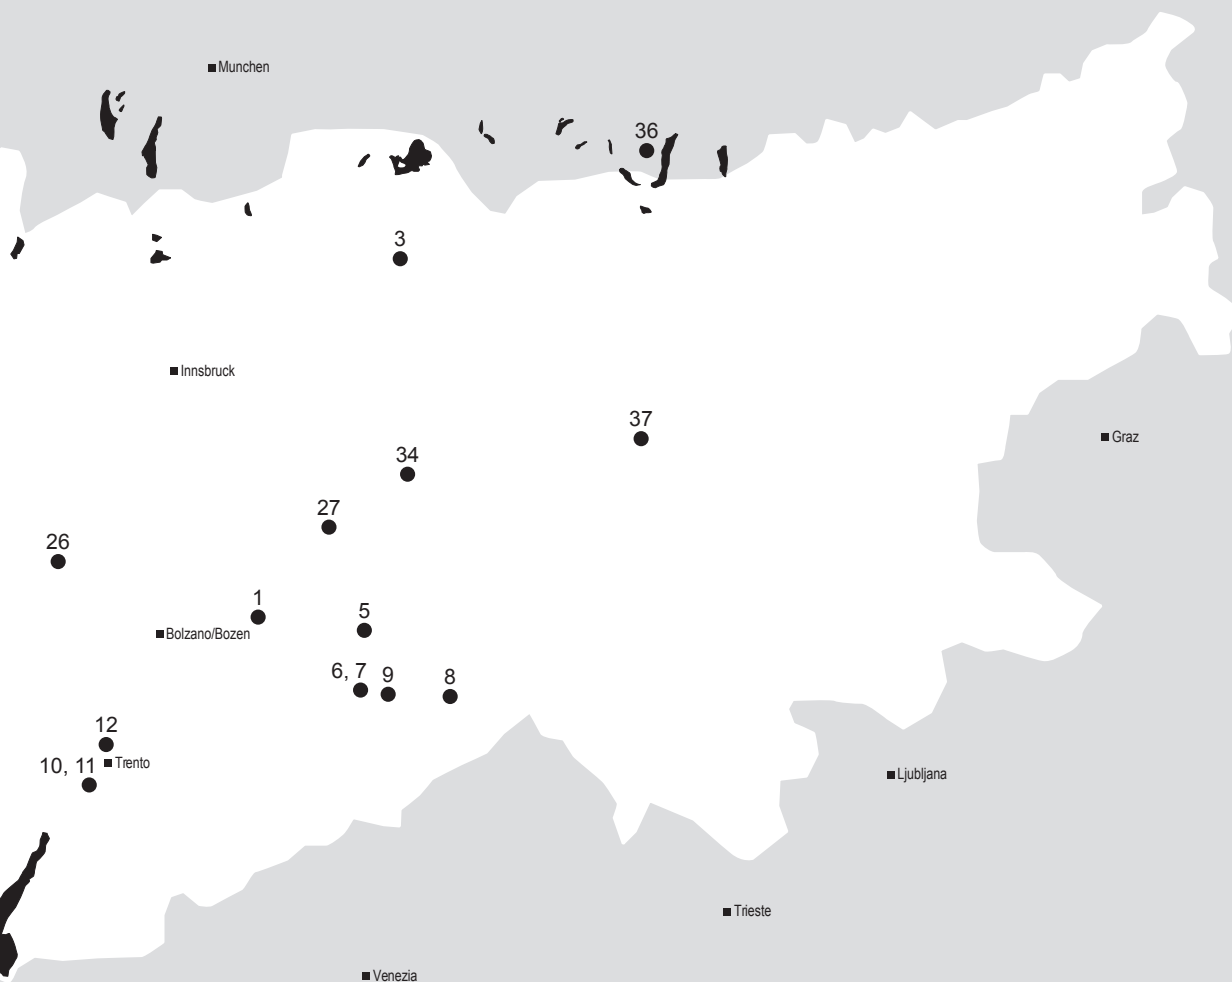 Munchen
36
3
Innsbruck
37
Graz
34
27
26
1
5
Bolzano/Bozen
6, 7
9
8
12
10, 11
Trento
Ljubljana
Trieste
Venezia